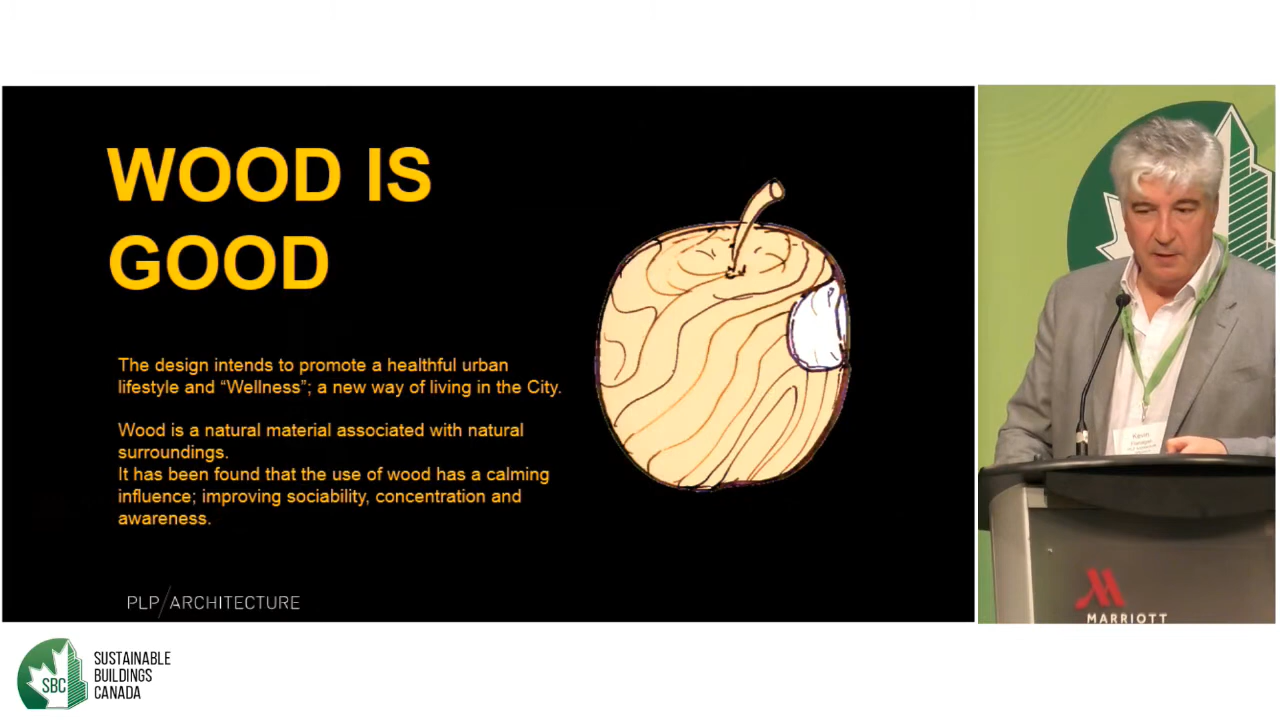 WOOD IS
GOOD
The design intends to promote a healthful urban
lifestyle and “Wellness”; a new way of living in the City.
Wood is a natural material associated with natural
surroundings.
It has been found that the use of wood has a calming
influence; improving sociability, concentration and
awareness.
PLP/ARCHITECTURE
Kevin
MARRIOTT
SBC
SUSTAINABLE
BUILDINGS
CANADA